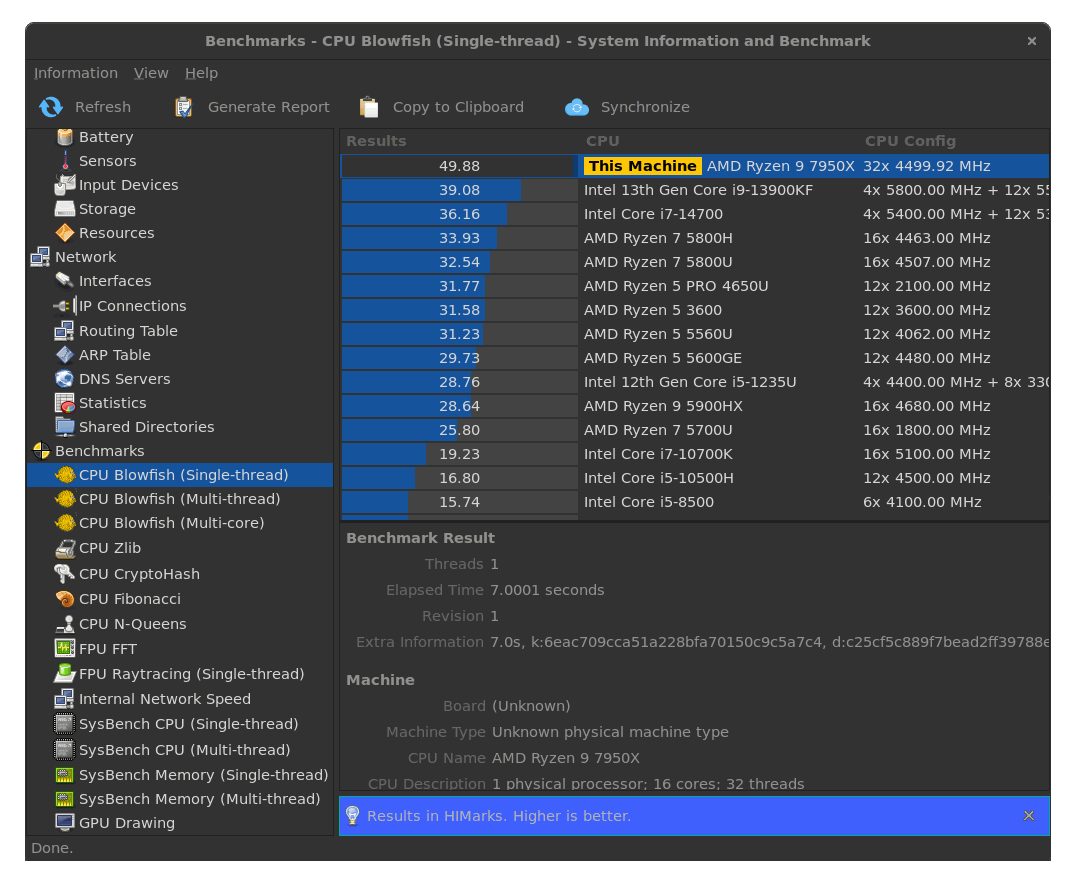 Benchmarks - CPU Blowfish (Single-thread) - System Information and Benchmark
Information View Help
Refresh Generate Report Copy to Clipboard Synchronize
Battery
Sensors
Input Devices
Storage
Resources
Network
Interfaces
IP Connections
Routing Table
ARP Table
DNS Servers
Statistics
Shared Directories
Benchmarks
CPU Blowfish (Single-thread)
CPU Blowfish (Multi-thread)
CPU Blowfish (Multi-core)
CPU Zlib
CPU CryptoHash
CPU Fibonacci
CPU N-Queens
FPU FFT
FPU Raytracing (Single-thread)
Internal Network Speed
SysBench CPU (Single-thread)
SysBench CPU (Multi-thread)
SysBench Memory (Single-thread)
SysBench Memory (Multi-thread)
GPU Drawing
Results CPU CPU Config
49.88 This Machine AMD Ryzen 9 7950X 32x 4499.92 MHz
39.08 Intel 13th Gen Core i9-13900KF 4x 5800.00 MHz + 12x 55
36.16 Intel Core i7-14700 4x 5400.00 MHz + 12x 53
33.93 AMD Ryzen 7 5800H 16x 4463.00 MHz
32.54 AMD Ryzen 7 5800U 16x 4507.00 MHz
31.77 AMD Ryzen 5 PRO 4650U 12x 2100.00 MHz
31.58 AMD Ryzen 5 3600 12x 3600.00 MHz
31.23 AMD Ryzen 5 5560U 12x 4062.00 MHz
29.73 AMD Ryzen 5 5600GE 12x 4480.00 MHz
28.76 Intel 12th Gen Core i5-1235U 4x 4400.00 MHz + 8x 330
28.64 AMD Ryzen 9 5900HX 16x 4680.00 MHz
25.80 AMD Ryzen 7 5700U 16x 1800.00 MHz
19.23 Intel Core i7-10700K 16x 5100.00 MHz
16.80 Intel Core i5-10500H 12x 4500.00 MHz
15.74 Intel Core i5-8500 6x 4100.00 MHz
Benchmark Result
Threads 1
Elapsed Time 7.0001 seconds
Revision 1
Extra Information 7.0s, k:6eac709cca51a228bfa70150c9c5a7c4, d:c25cf5c889f7bead2ff39788e
Machine
Board (Unknown)
Machine Type Unknown physical machine type
CPU Name AMD Ryzen 9 7950X
CPU Description 1 physical processor; 16 cores; 32 threads
Results in HIMarks. Higher is better.
Done.